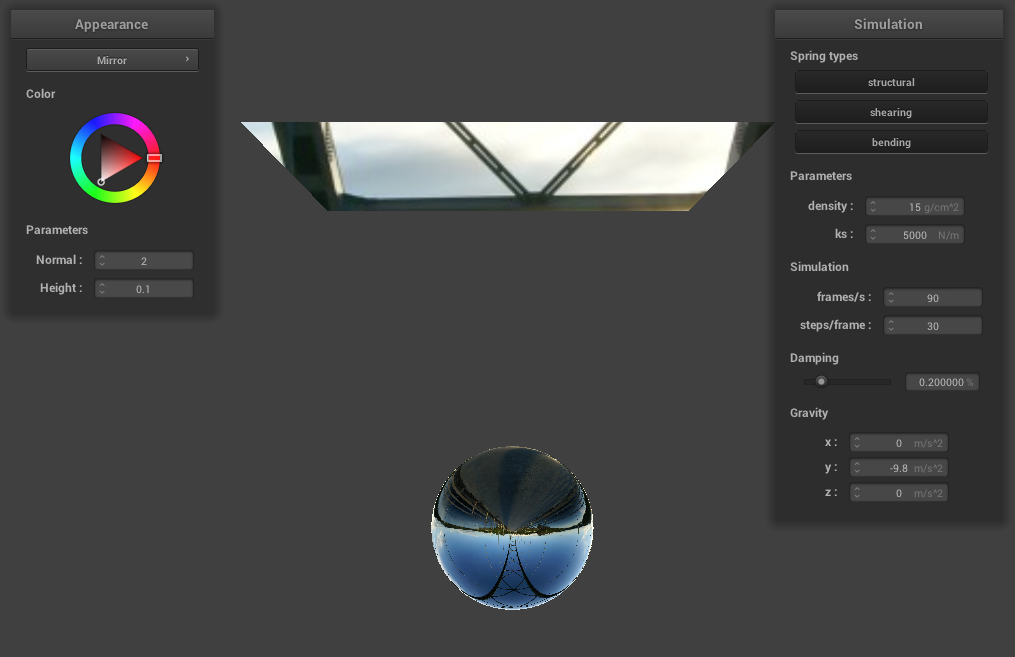 Appearance
Mirror
Color
Parameters
Normal : 2
Height : 0.1
Simulation
Spring types
structural
shearing
bending
Parameters
density : 15 g/cm^2
ks : 5000 N/m
Simulation
frames/s : 90
steps/frame : 30
Damping
0.200000 %
Gravity
x : 0 m/s^2
y : -9.8 m/s^2
z : 0 m/s^2